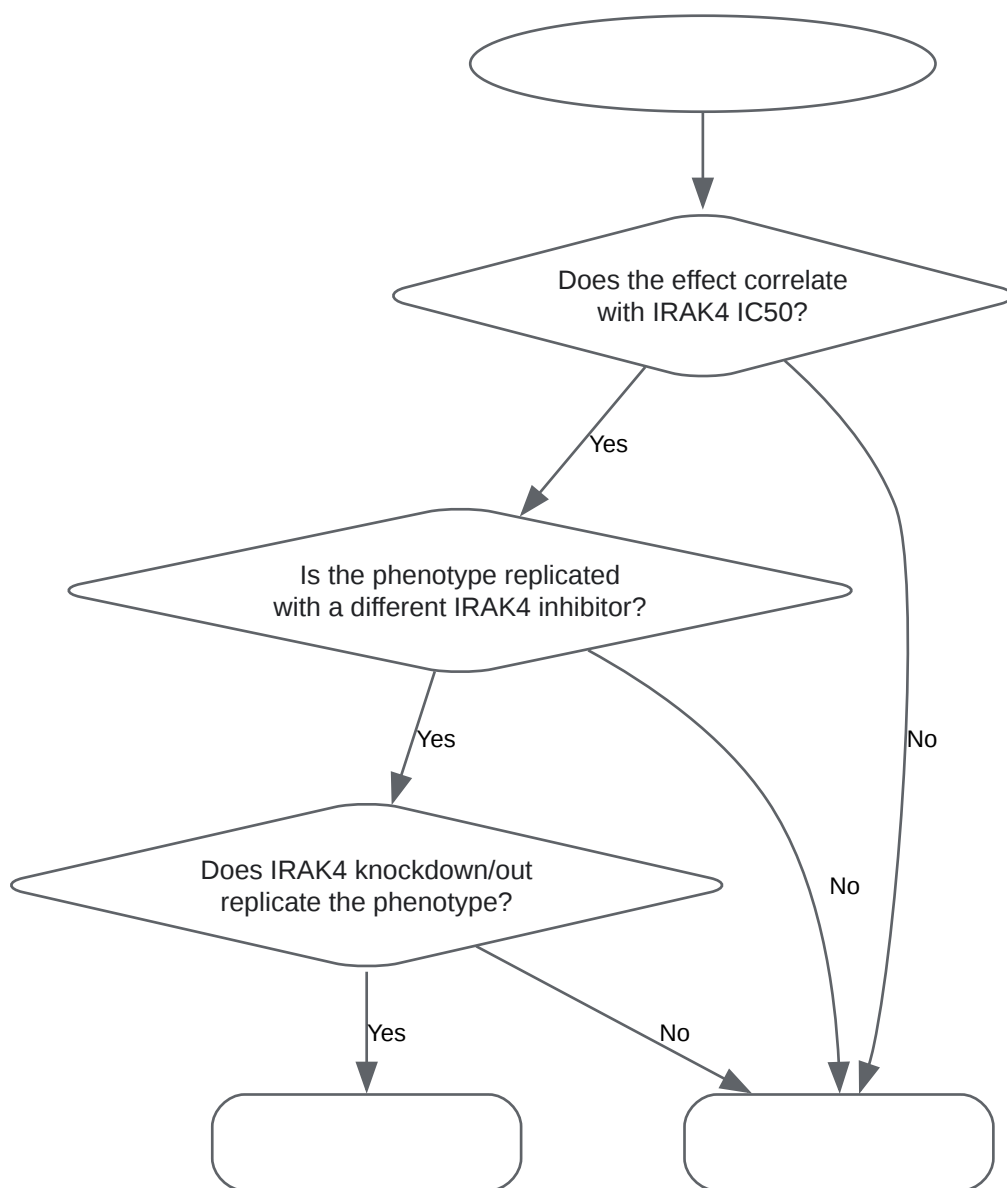 Does the effect correlate
with IRAK4 IC50?
Yes
Is the phenotype replicated
with a different IRAK4 inhibitor?
Yes
No
Does IRAK4 knockdown/out
replicate the phenotype?
No
Yes
No